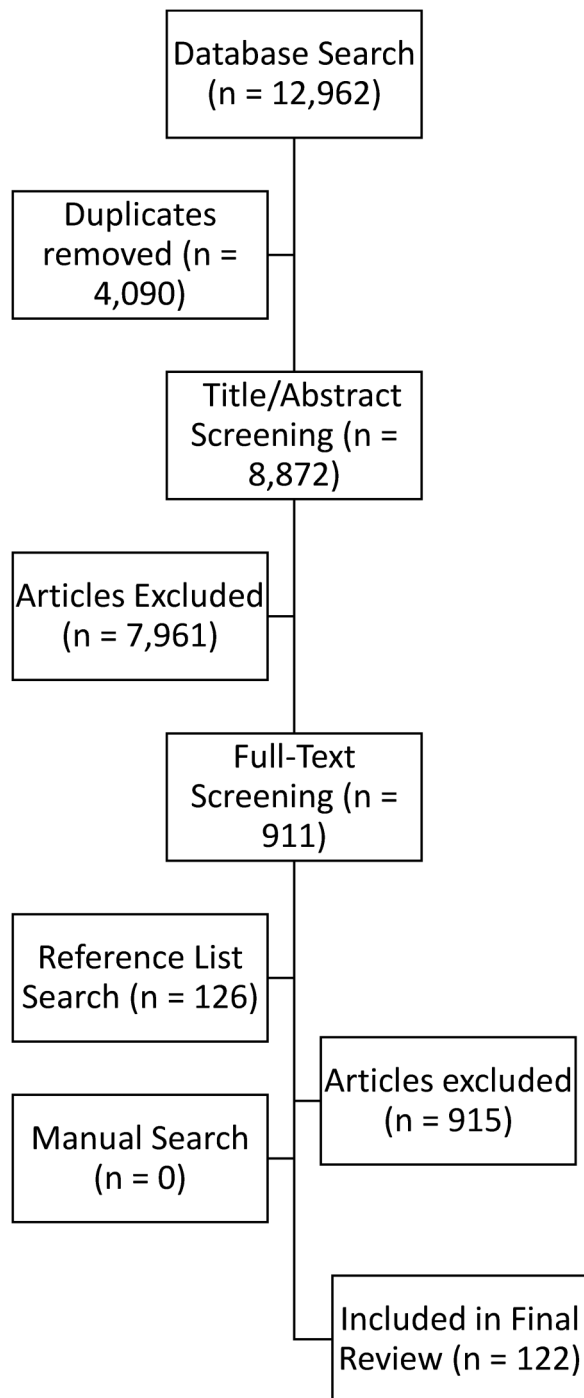 Database Search
(n = 12,962)
Duplicates
removed (n =
4,090)
Title/Abstract
Screening (n =
8,872)
Articles Excluded
(n = 7,961)
Full-Text
Screening (n =
911)
Reference List
Search (n = 126)
Articles excluded
(n = 915)
Manual Search
(n = 0)
Included in Final
Review (n = 122)